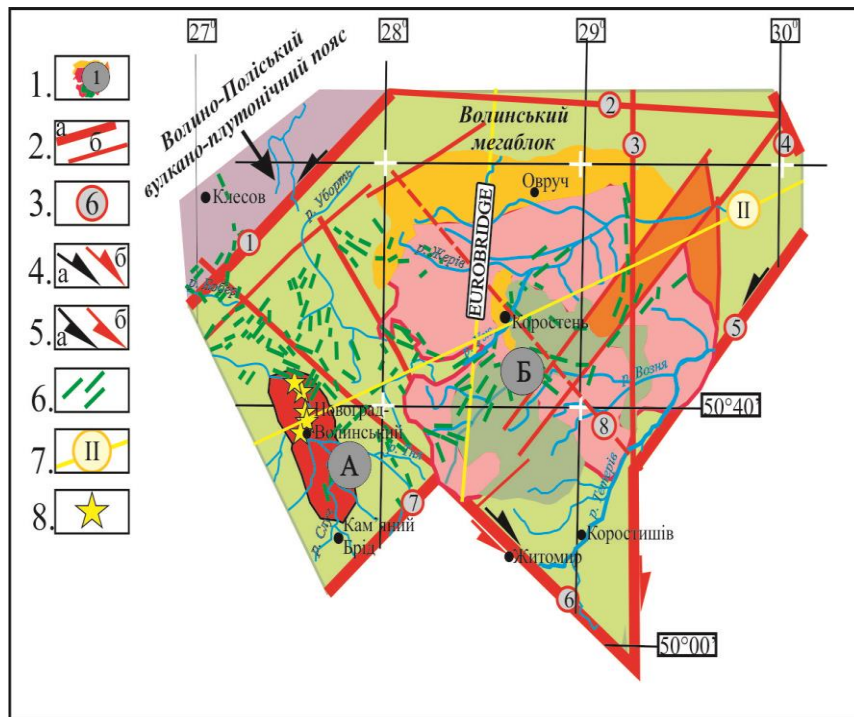 27⁰
28⁰
29⁰
30⁰
1.
1
2.
а
б
3.
6
4.
а
б
5.
а
б
6.
7.
II
8.
Волино-Поліський
вулкано-плутонічний пояс
Волинський
мегаблок
2
3
4
Клесов
р. Уборть
Овруч
II
1
р. Жерів
EUROBRIDGE
Коростень
5
Б
р. Возня
50°40'
Новоград-
Волинський
8
А
7
р. Тетерів
р. Случ
Кам'яний
Брід
Коростишів
Житомир
6
50°00'